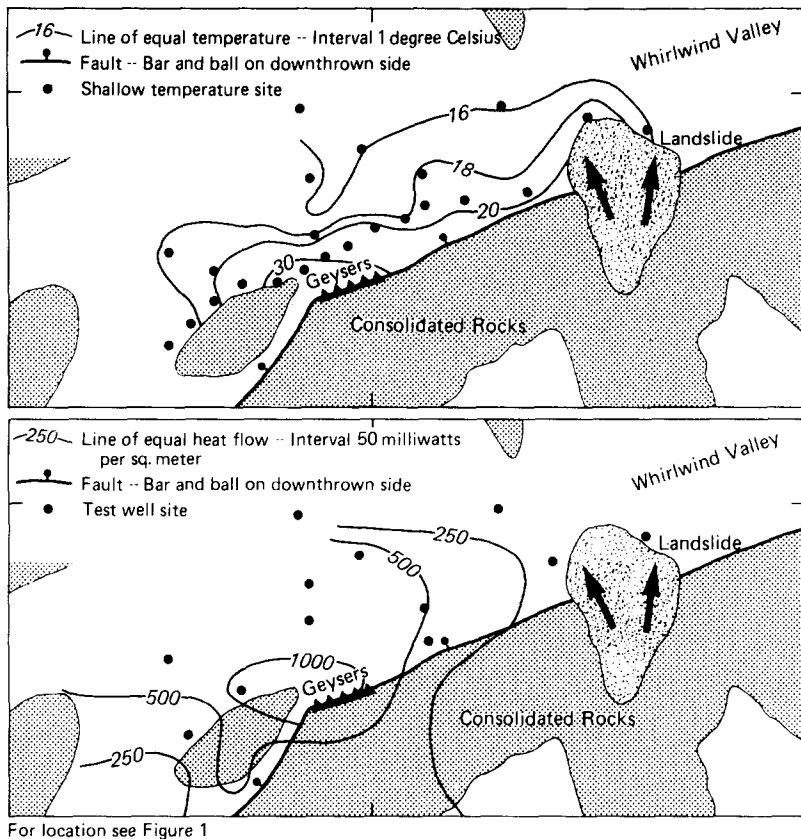 -16- Line of equal temperature -- Interval 1 degree Celsius
Fault -- Bar and ball on downthrown side
Shallow temperature site
Whirlwind Valley
16
Landslide
18
20
30
Geysers
Consolidated Rocks
-250- Line of equal heat flow -- Interval 50 milliwatts
per sq. meter
Fault -- Bar and ball on downthrown side
Test well site
Whirlwind Valley
250
Landslide
500
1000
Geysers
500
Consolidated Rocks
250
For location see Figure 1